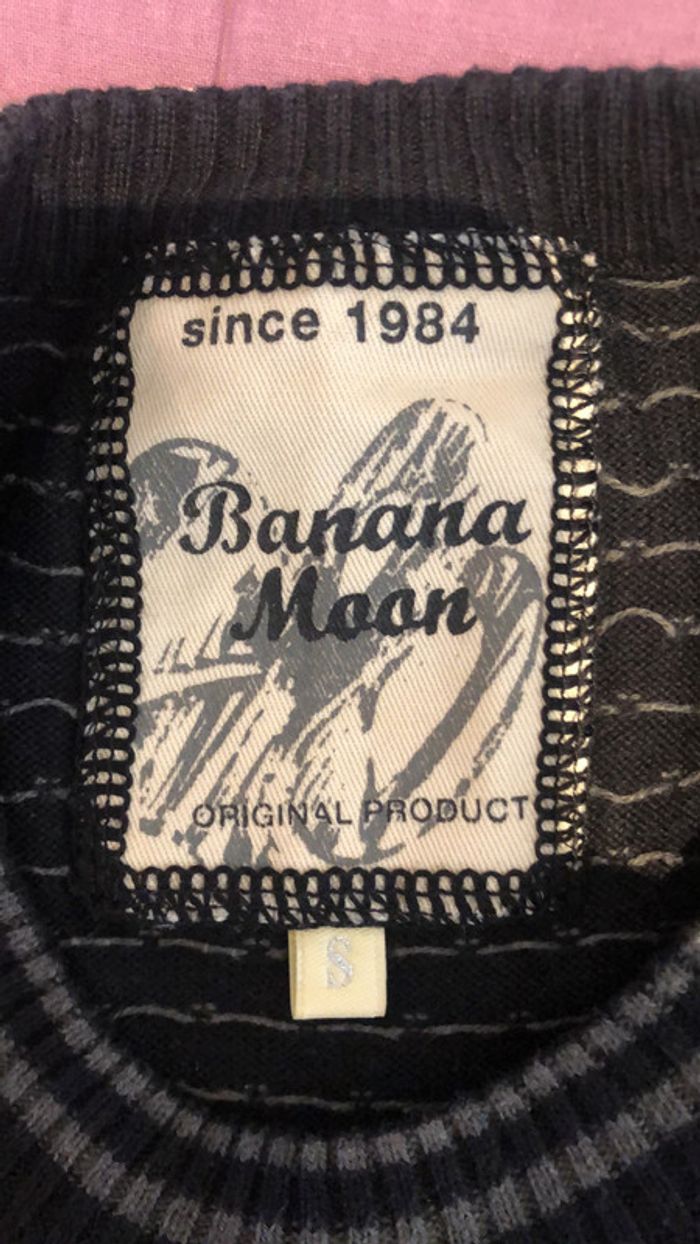 since 1984
Banana
Moon
ORIGINAL PRODUCT
S